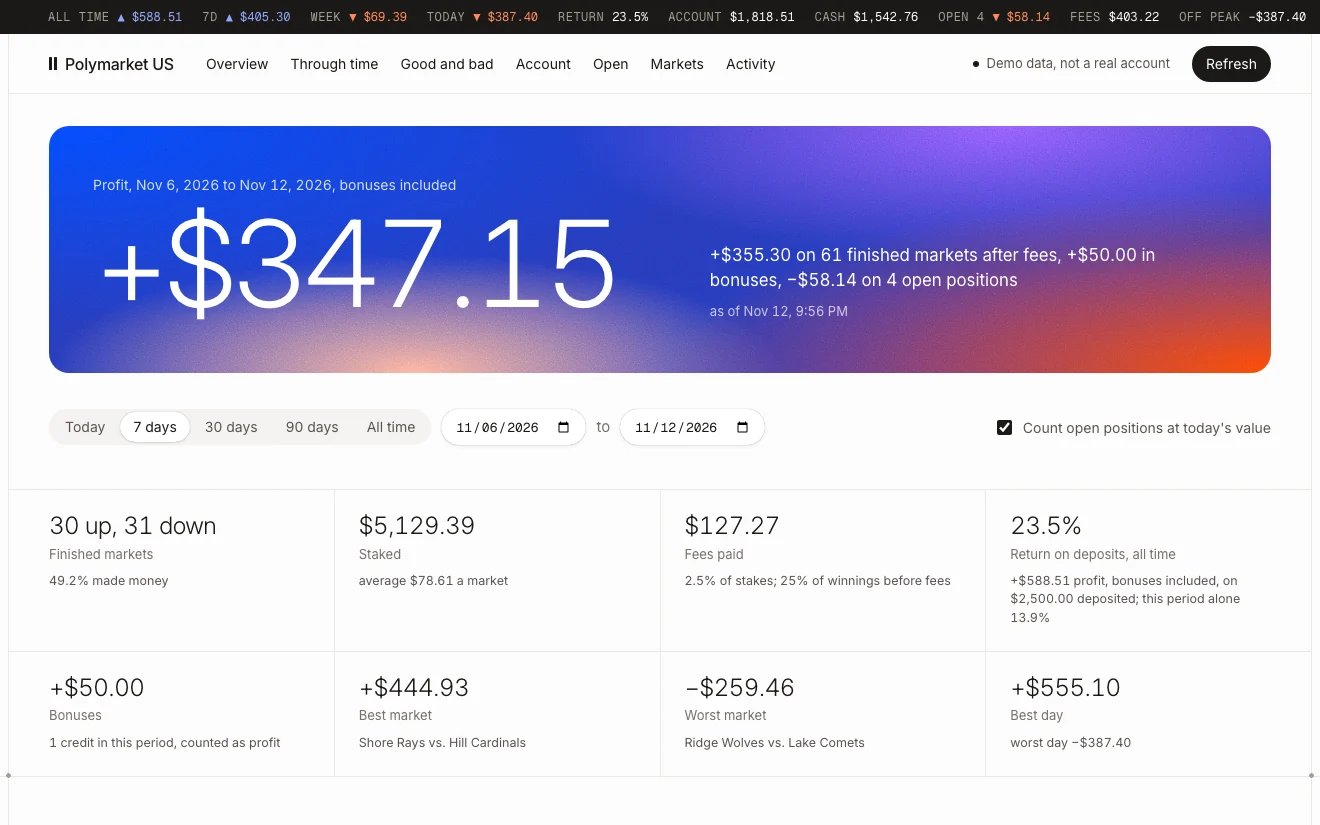 ALL TIME ▲ $588.51 7D ▲ $405.30 WEEK ▼ $69.39 TODAY ▼ $387.40 RETURN 23.5% ACCOUNT $1,818.51 CASH $1,542.76 OPEN 4 ▼ $58.14 FEES $403.22 OFF PEAK −$387.40
Polymarket US Overview Through time Good and bad Account Open Markets Activity Demo data, not a real account Refresh
Profit, Nov 6, 2026 to Nov 12, 2026, bonuses included
+$347.15
+$355.30 on 61 finished markets after fees, +$50.00 in
bonuses, −$58.14 on 4 open positions
as of Nov 12, 9:56 PM
Today 7 days 30 days 90 days All time 11/06/2026 to 11/12/2026 Count open positions at today's value
30 up, 31 down
Finished markets
49.2% made money
$5,129.39
Staked
average $78.61 a market
$127.27
Fees paid
2.5% of stakes; 25% of winnings before fees
23.5%
Return on deposits, all time
+$588.51 profit, bonuses included, on
$2,500.00 deposited; this period alone
13.9%
+$50.00
Bonuses
1 credit in this period, counted as profit
+$444.93
Best market
Shore Rays vs. Hill Cardinals
−$259.46
Worst market
Ridge Wolves vs. Lake Comets
+$555.10
Best day
worst day −$387.40